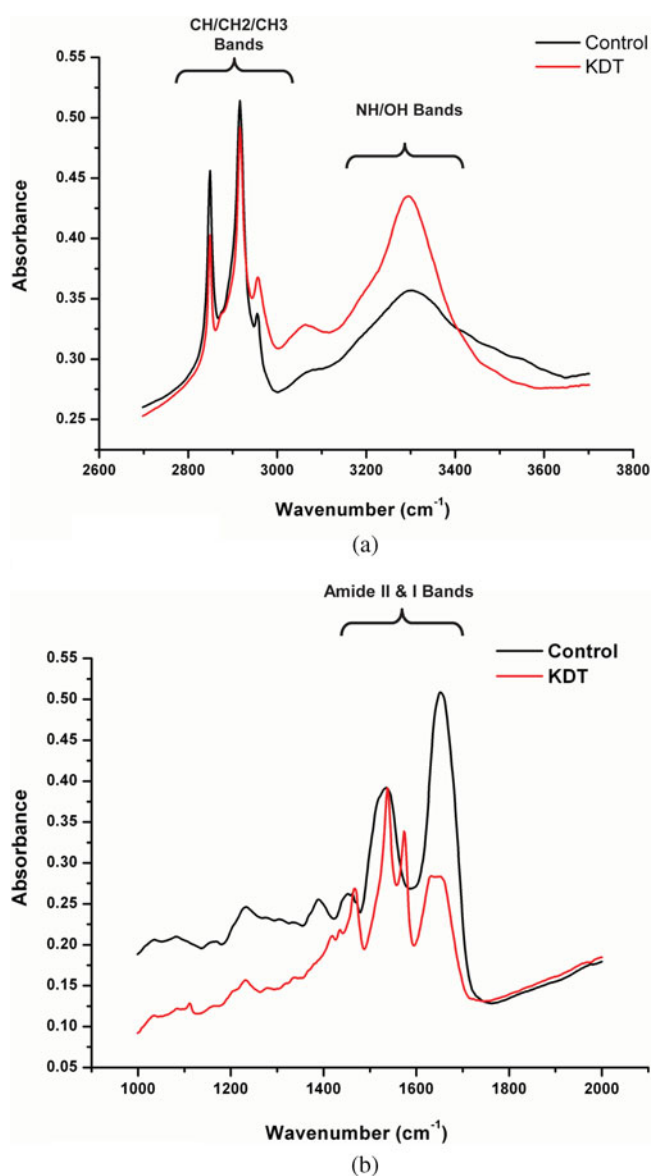 CH/CH2/CH3
Bands
Control
KDT
NH/OH Bands
0.55
0.50
0.45
0.40
0.35
0.30
0.25
Absorbance
2600 2800 3000 3200 3400 3600 3800
Wavenumber (cm-1)
(a)
Amide II & I Bands
Control
KDT
0.55
0.50
0.45
0.40
0.35
0.30
0.25
0.20
0.15
0.10
0.05
Absorbance
1000 1200 1400 1600 1800 2000
Wavenumber (cm-1)
(b)